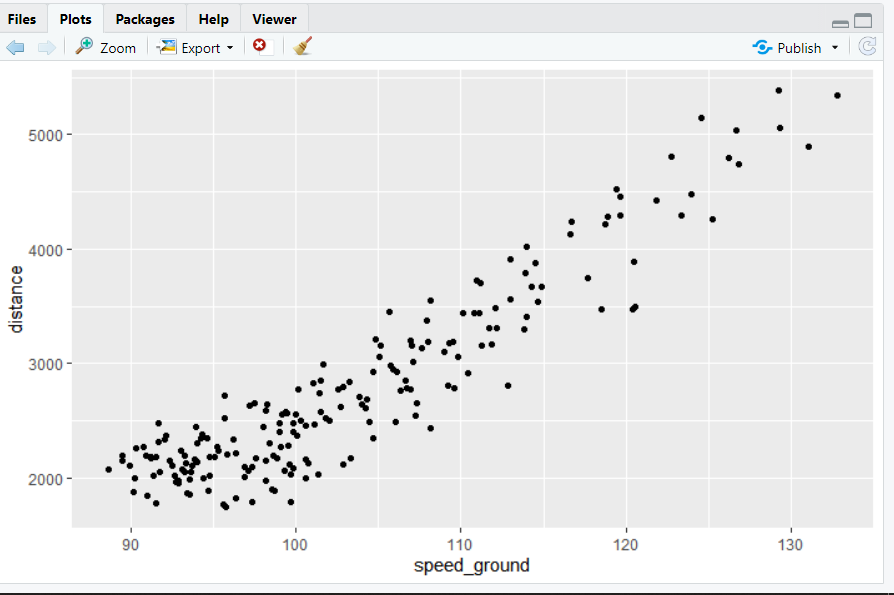 Files Plots Packages Help Viewer
Zoom Export Publish
5000
4000
3000
2000
distance
90 100 110 120 130
speed_ground